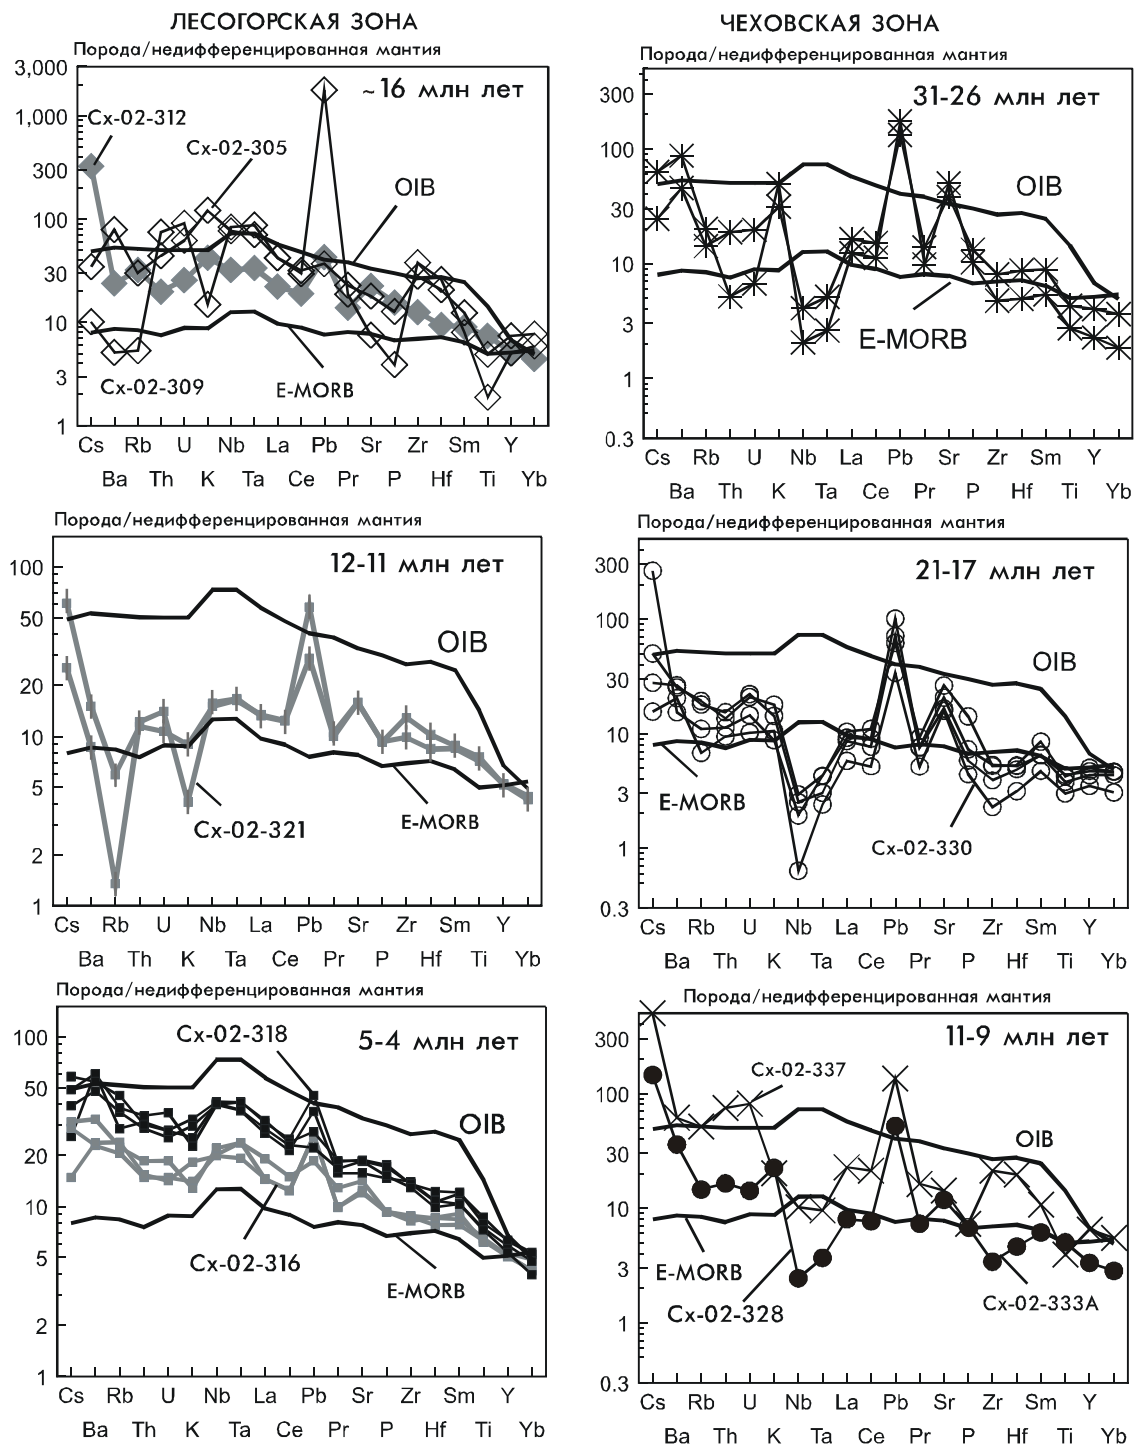 ЛЕСОГОРСКАЯ ЗОНА
Порода/недифференцированная мантия
~16 млн лет
3,000
1,000
300
100
30
10
3
1
Сх-02-312
Сх-02-305
OIB
Сх-02-309
E-MORB
Cs Rb U Nb La Pb Sr Zr Sm Y
Ba Th K Ta Ce Pr P Hf Ti Yb
ЧЕХОВСКАЯ ЗОНА
Порода/недифференцированная мантия
31-26 млн лет
300
100
30
10
3
1
0.3
OIB
E-MORB
Cs Rb U Nb La Pb Sr Zr Sm Y
Ba Th K Ta Ce Pr P Hf Ti Yb
Порода/недифференцированная мантия
12-11 млн лет
100
50
20
10
5
2
1
OIB
E-MORB
Сх-02-321
Cs Rb U Nb La Pb Sr Zr Sm Y
Ba Th K Ta Ce Pr P Hf Ti Yb
Порода/недифференцированная мантия
21-17 млн лет
300
100
30
10
3
1
0.3
OIB
E-MORB
Сх-02-330
Cs Rb U Nb La Pb Sr Zr Sm Y
Ba Th K Ta Ce Pr P Hf Ti Yb
Порода/недифференцированная мантия
5-4 млн лет
100
50
20
10
5
2
1
Сх-02-318
OIB
Сх-02-316
E-MORB
Cs Rb U Nb La Pb Sr Zr Sm Y
Ba Th K Ta Ce Pr P Hf Ti Yb
Порода/недифференцированная мантия
11-9 млн лет
300
100
30
10
3
1
0.3
Сх-02-337
OIB
E-MORB
Сх-02-328
Сх-02-333А
Cs Rb U Nb La Pb Sr Zr Sm Y
Ba Th K Ta Ce Pr P Hf Ti Yb